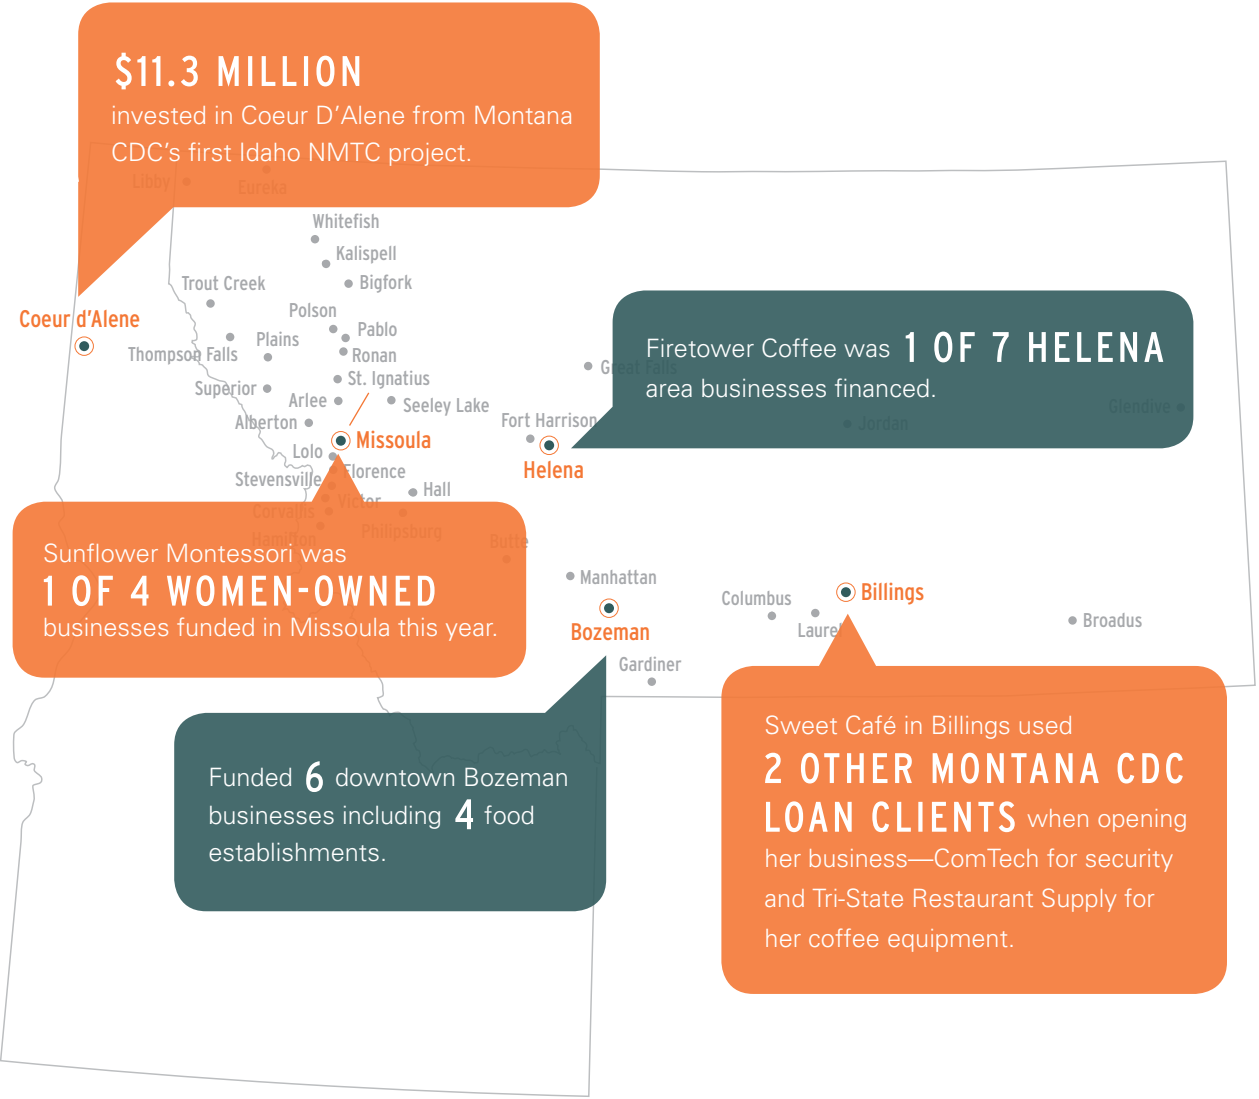 $11.3 MILLION
invested in Coeur D’Alene from Montana
CDC’s first Idaho NMTC project.
Libby
Eureka
Whitefish
Kalispell
Bigfork
Trout Creek
Polson
Pablo
Coeur d’Alene
Plains
Thompson Falls
Ronan
St. Ignatius
Superior
Arlee
Seeley Lake
Alberton
Missoula
Lolo
Florence
Stevensville
Hall
Victor
Corvallis
Philipsburg
Hamilton
Butte
Great Falls
Firetower Coffee was 1 OF 7 HELENA
area businesses financed.
Glendive
Jordan
Fort Harrison
Helena
Sunflower Montessori was
1 OF 4 WOMEN-OWNED
businesses funded in Missoula this year.
Manhattan
Bozeman
Gardiner
Columbus
Laurel
Billings
Broadus
Funded 6 downtown Bozeman
businesses including 4 food
establishments.
Sweet Café in Billings used
2 OTHER MONTANA CDC
LOAN CLIENTS when opening
her business—ComTech for security
and Tri-State Restaurant Supply for
her coffee equipment.